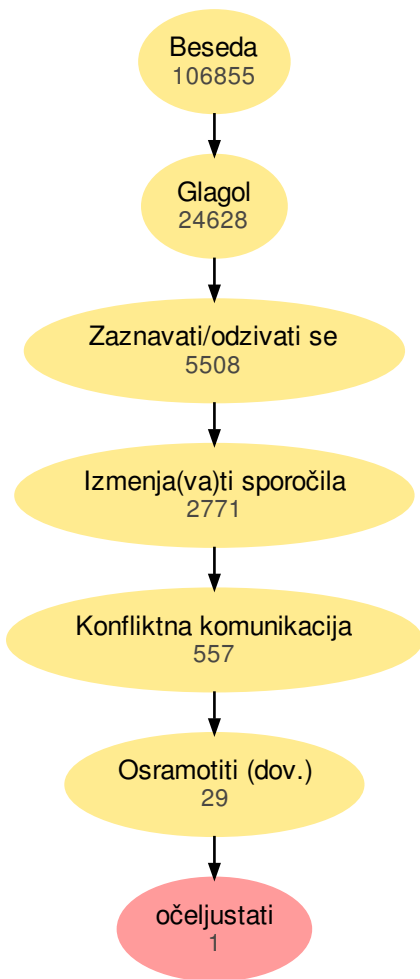 Beseda
106855
Glagol
24628
Zaznavati/odzivati se
5508
Izmenja(va)ti sporočila
2771
Konfliktna komunikacija
557
Osramotiti (dov.)
29
očeljustati
1